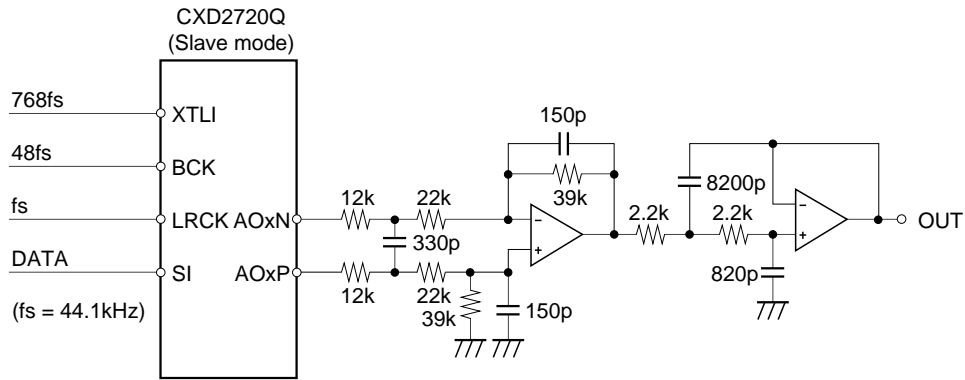 CXD2720Q
(Slave mode)
768fs
XTLI
150p
48fs
BCK
39k
8200p
12k
22k
2.2k
2.2k
fs
LRCK
AOxN
−
+
−
+
OUT
330p
DATA
SI
AOxP
820p
12k
22k
39k
150p
(fs = 44.1kHz)